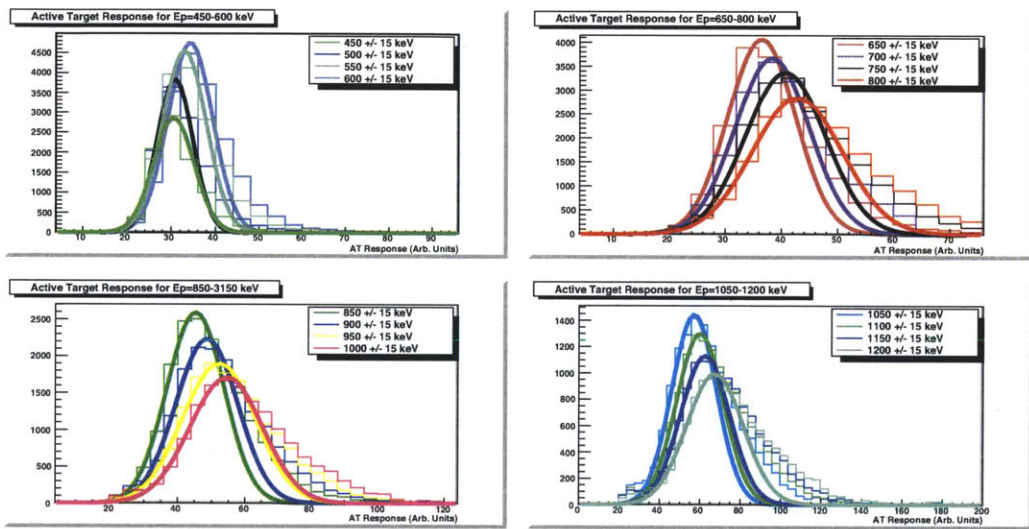 Active Target Response for Ep=450-600 keV
450 +/- 15 keV
500 +/- 15 keV
550 +/- 15 keV
600 +/- 15 keV
4500
4000
3500
3000
2500
2000
1500
1000
500
0
10 20 30 40 50 60 70 80 90
AT Response (Arb. Units)
Active Target Response for Ep=650-800 keV
650 +/- 15 keV
700 +/- 15 keV
750 +/- 15 keV
800 +/- 15 keV
4000
3500
3000
2500
2000
1500
1000
500
0
10 20 30 40 50 60 70
AT Response (Arb. Units)
Active Target Response for Ep=850-3150 keV
850 +/- 15 keV
900 +/- 15 keV
950 +/- 15 keV
1000 +/- 15 keV
2500
2000
1500
1000
500
0
20 40 60 80 100 120
AT Response (Arb. Units)
Active Target Response for Ep=1050-1200 keV
1050 +/- 15 keV
1100 +/- 15 keV
1150 +/- 15 keV
1200 +/- 15 keV
1400
1200
1000
800
600
400
200
0
0 20 40 60 80 100 120 140 160 180 200
AT Response (Arb. Units)